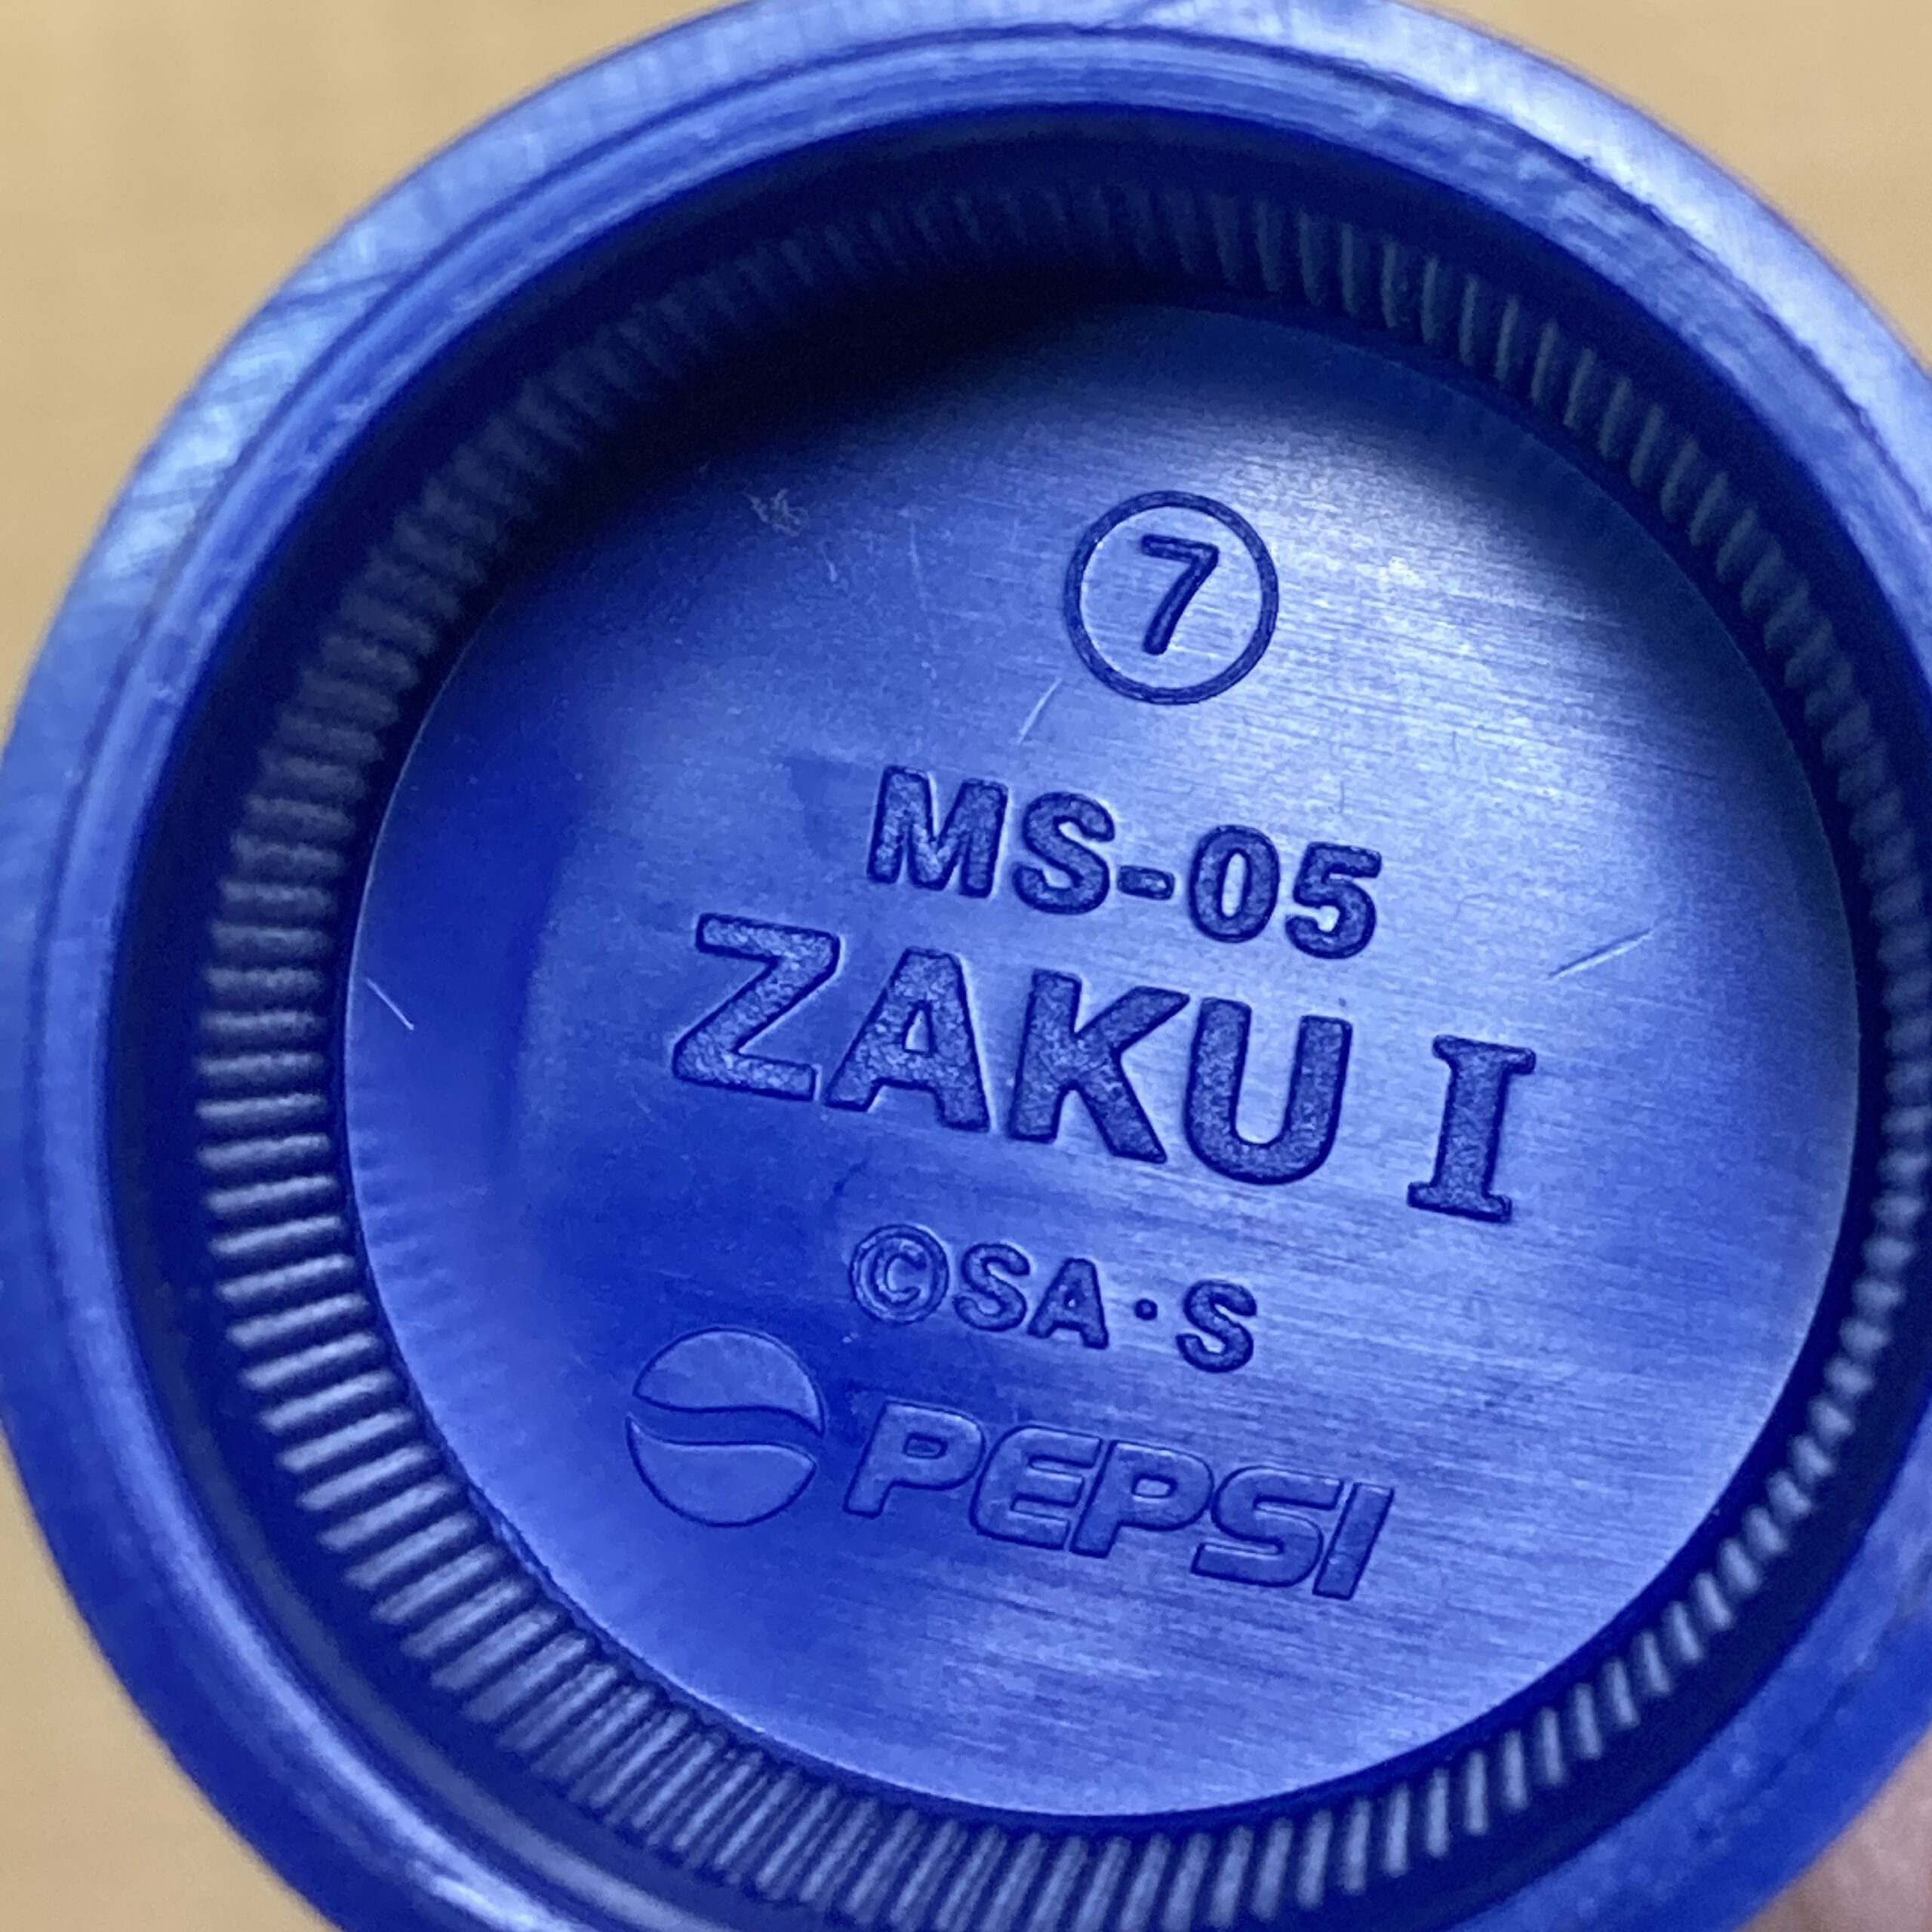 ⑦
MS-05
ZAKU I
©SA·S
PEPSI